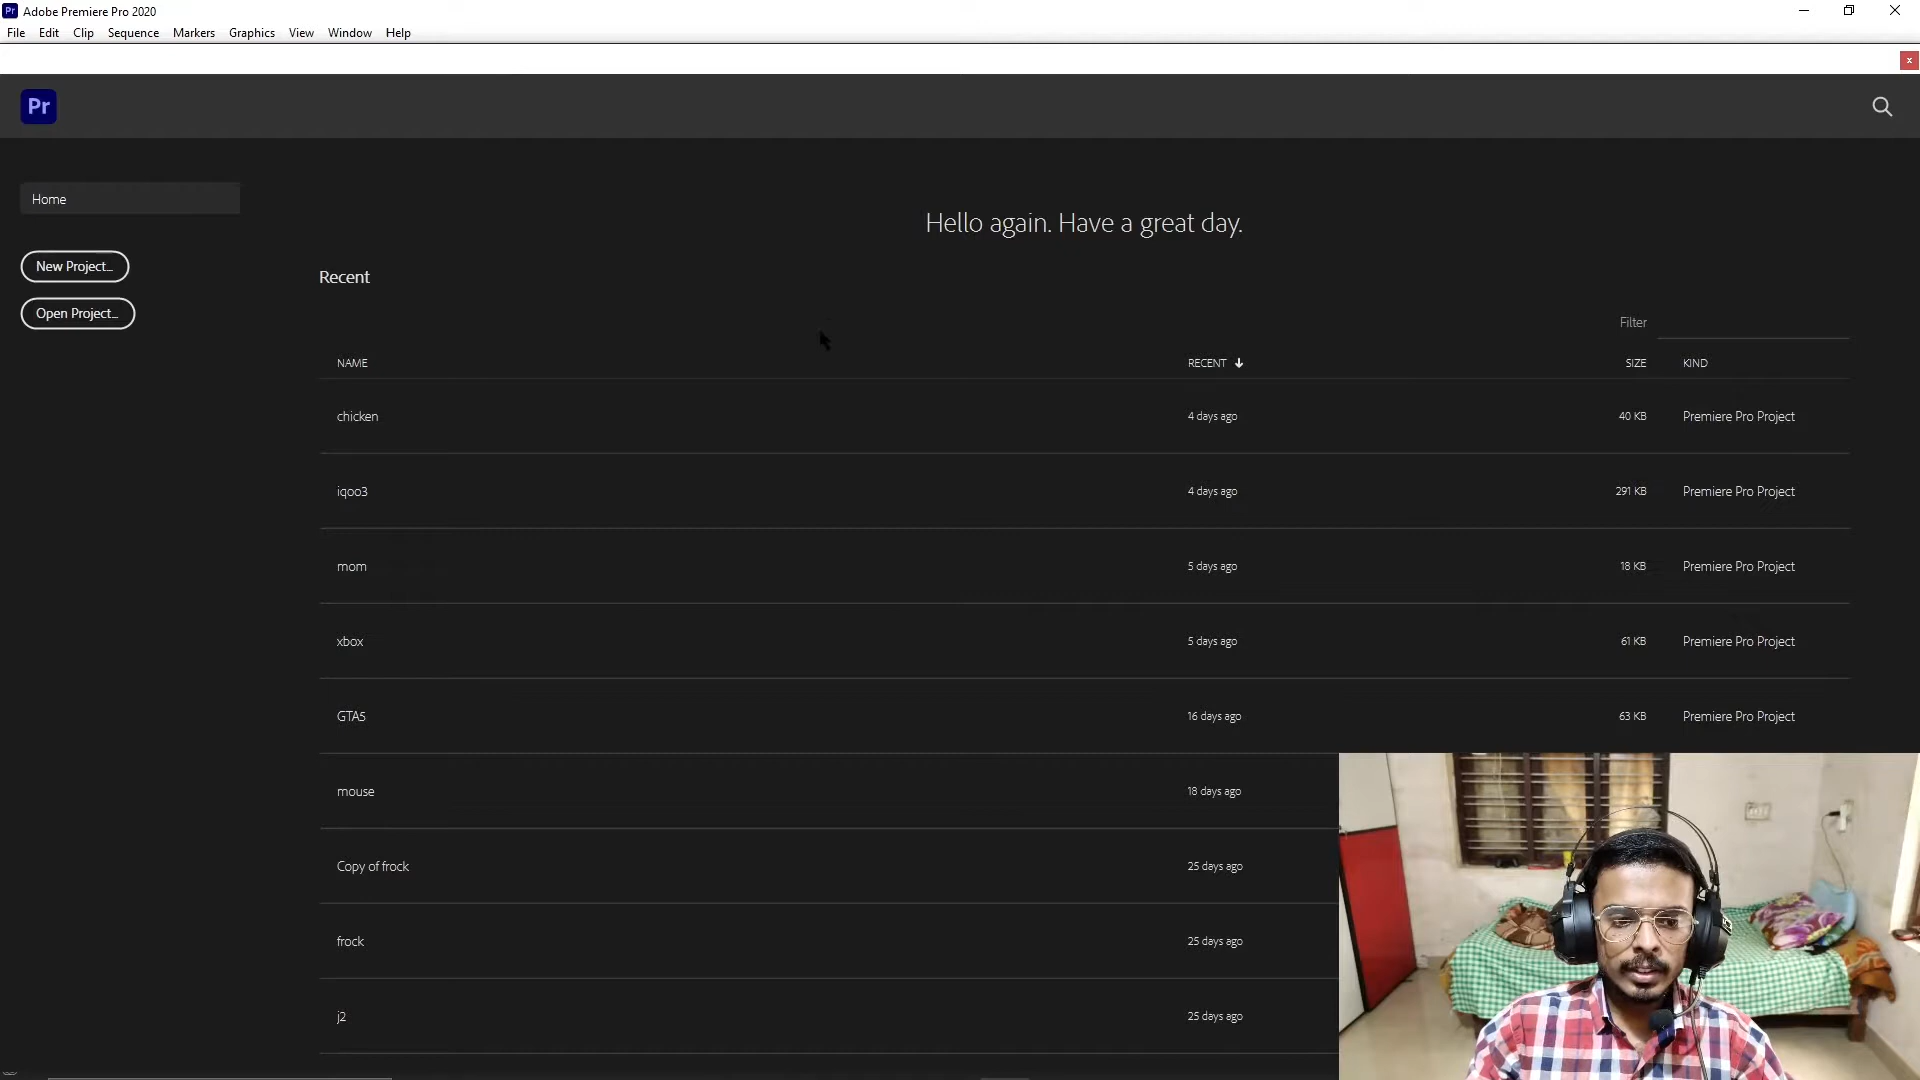 Pr Adobe Premiere Pro 2020
File Edit Clip Sequence Markers Graphics View Window Help
x
Pr
Home
Hello again. Have a great day.
New Project...
Recent
Open Project...
Filter
NAME RECENT SIZE KIND
chicken 4 days ago 40 KB Premiere Pro Project
iqoo3 4 days ago 291 KB Premiere Pro Project
mom 5 days ago 18 KB Premiere Pro Project
xbox 5 days ago 61 KB Premiere Pro Project
GTA5 16 days ago 63 KB Premiere Pro Project
mouse 18 days ago
Copy of frock 25 days ago
frock 25 days ago
j2 25 days ago